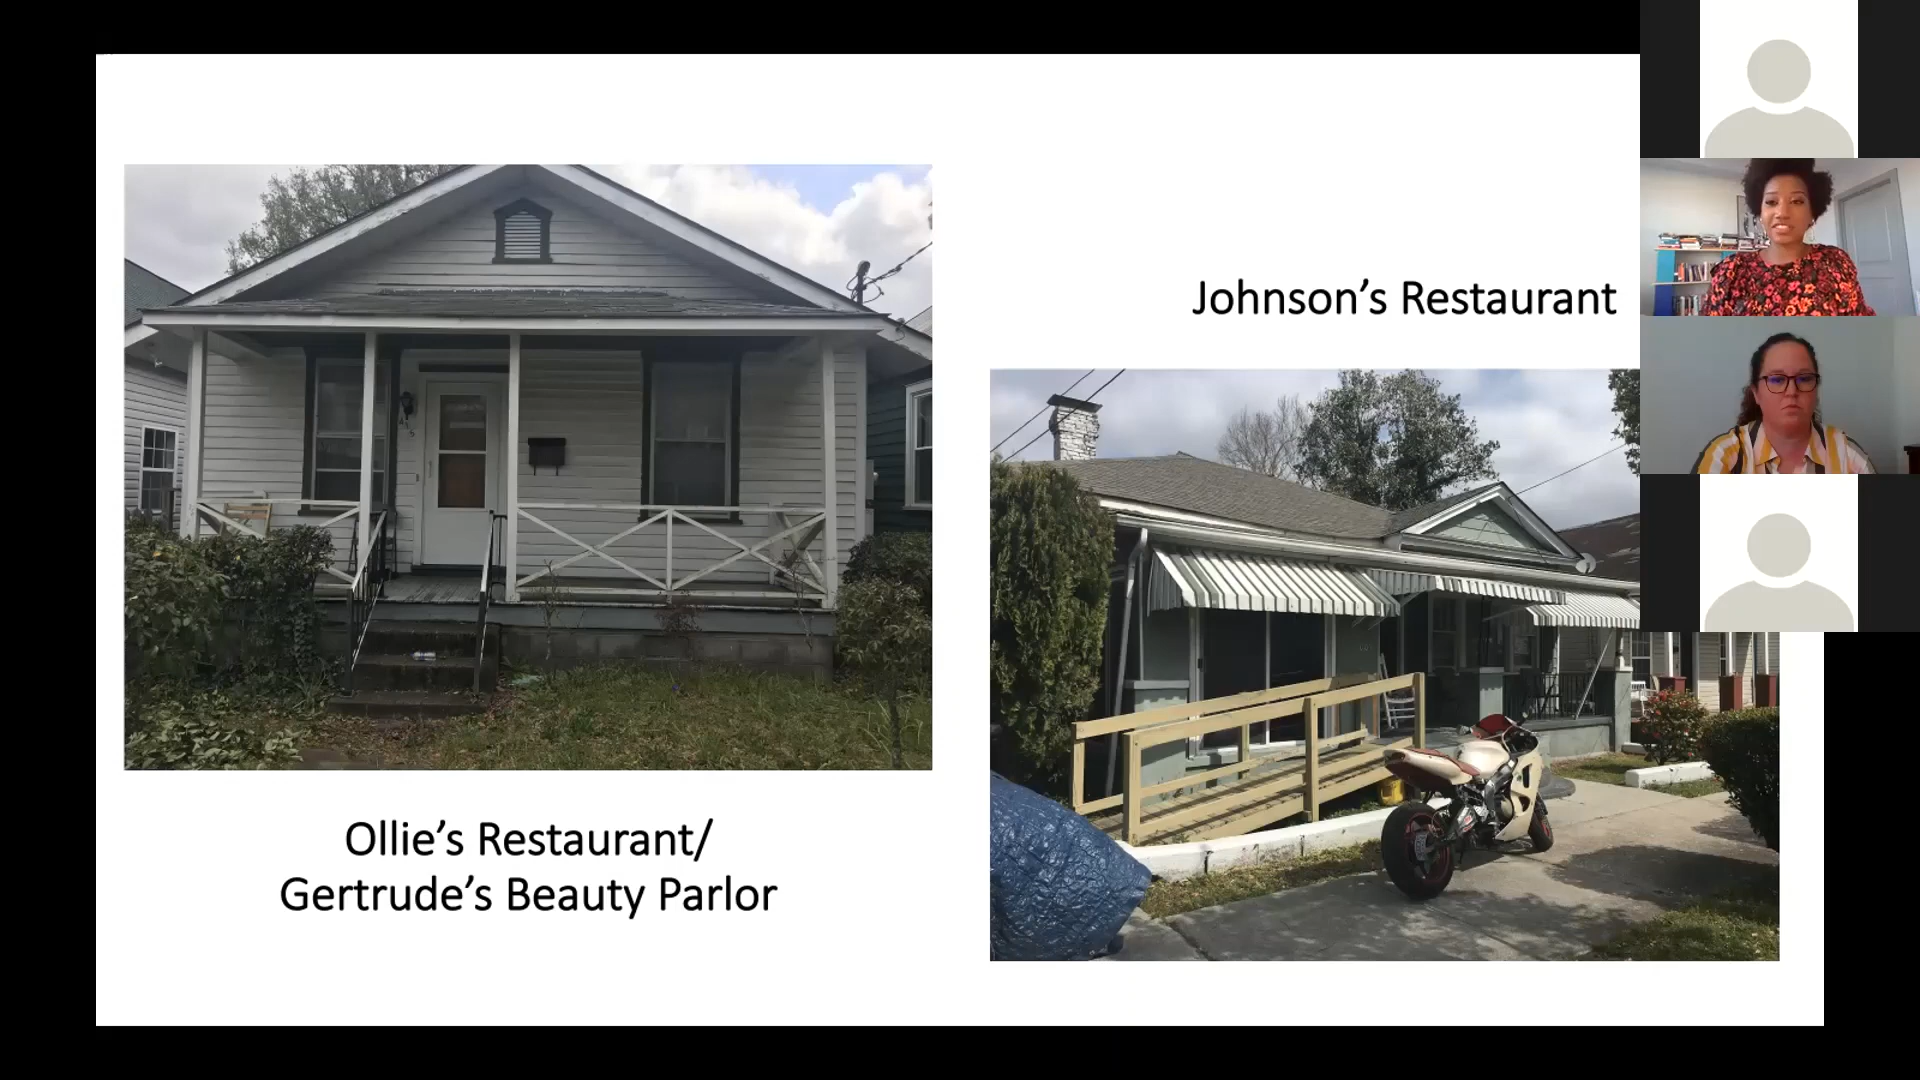 Johnson’s Restaurant
Ollie’s Restaurant/
Gertrude’s Beauty Parlor